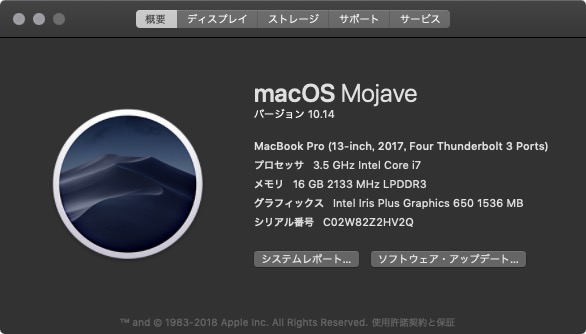 概要 ディスプレイ ストレージ サポート サービス
macOS Mojave
バージョン 10.14
MacBook Pro (13-inch, 2017, Four Thunderbolt 3 Ports)
プロセッサ 3.5 GHz Intel Core i7
メモリ 16 GB 2133 MHz LPDDR3
グラフィックス Intel Iris Plus Graphics 650 1536 MB
シリアル番号 C02W82Z2HV2Q
システムレポート... ソフトウェア・アップデート...
™ and © 1983-2018 Apple Inc. All Rights Reserved. 使用許諾契約と保証